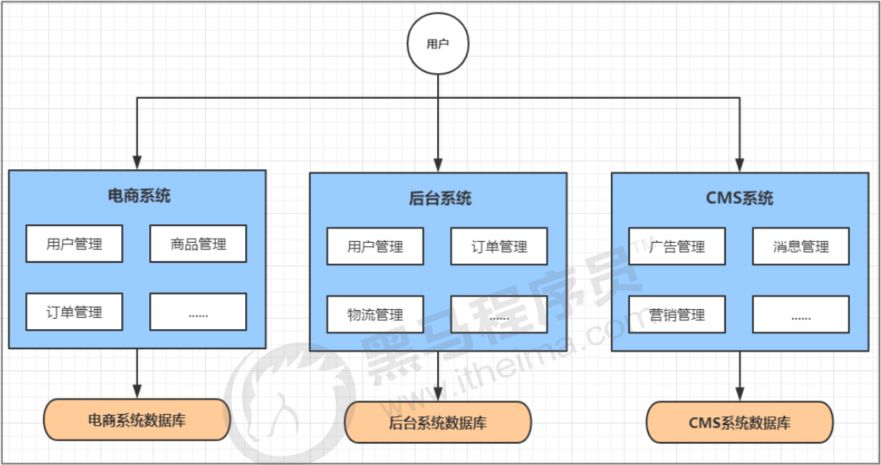 用户
电商系统
用户管理
商品管理
订单管理
......
后台系统
用户管理
订单管理
物流管理
......
CMS系统
广告管理
消息管理
营销管理
......
电商系统数据库
后台系统数据库
CMS系统数据库
黑马程序员™
www.itheima.com